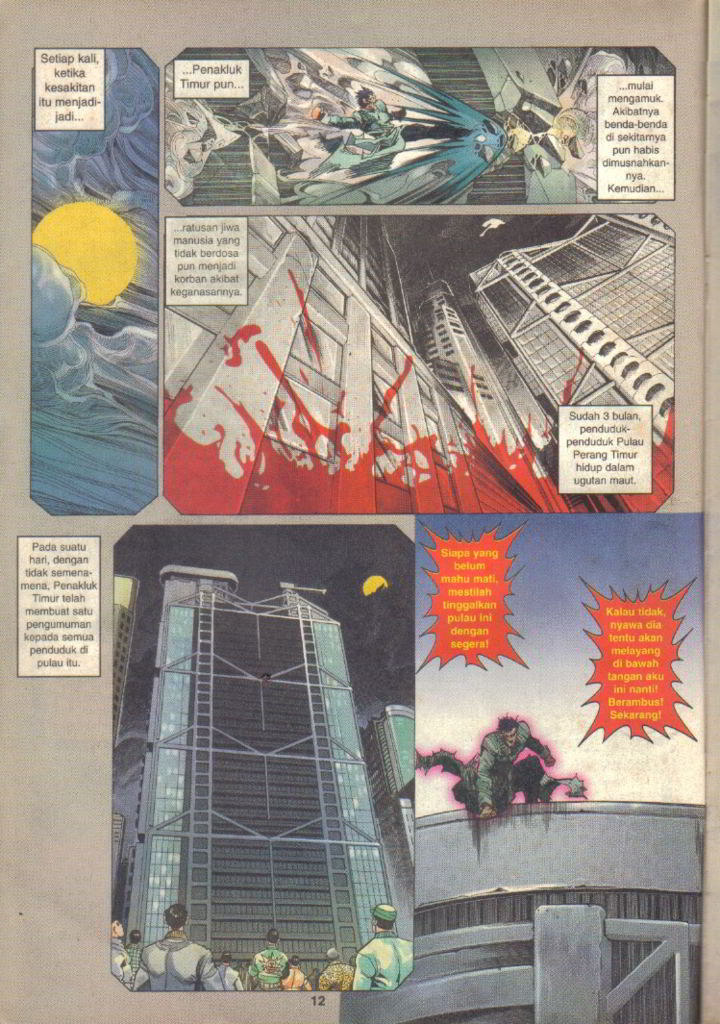 Setiap kali,
ketika
kesakitan
itu menjadi-
jadi...
...Penakluk
Timur pun...
...mulai
mengamuk.
Akibatnya
benda-benda
di sekitarnya
pun habis
dimusnahkan-
nya.
Kemudian...
...ratusan jiwa
manusia yang
tidak berdosa
pun menjadi
korban akibat
keganasannya.
Sudah 3 bulan,
penduduk-
penduduk Pulau
Perang Timur
hidup dalam
ugutan maut.
Pada suatu
hari, dengan
tidak semena-
mena, Penakluk
Timur telah
membuat satu
pengumuman
kepada semua
penduduk di
pulau itu.
Siapa yang
belum
mahu mati,
mestilah
tinggalkan
pulau ini
dengan
segera!
Kalau tidak,
nyawa dia
tentu akan
melayang
di bawah
tangan aku
ini nanti!
Berambus!
Sekarang!
12